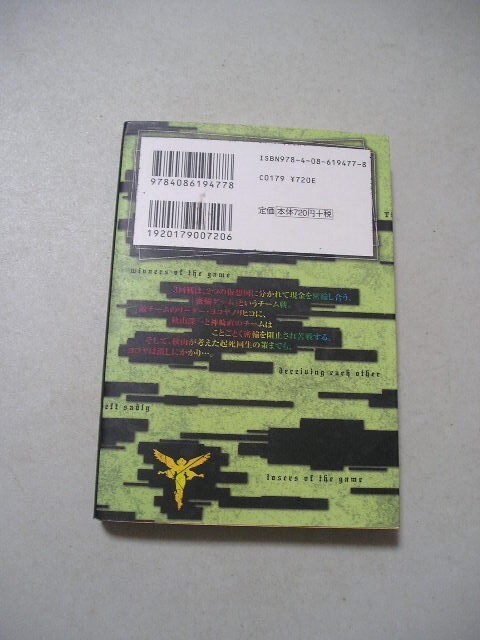 ISBN978-4-08-619477-8
C0179 ¥720E
9784086194778
定価 本体720円+税
1920179007206
winners of the game
3回戦は、2つの仮想国に分かれて現金を密輸し合う、
"密輸ゲーム"というチーム戦。
敵チームのリーダー・ヨコヤノリヒコに、
秋山深一と神崎直のチームは
ことごとく密輸を阻止され苦戦する。
そして、秋山が考えた起死回生の策までも、
ヨコヤは潰しにかかり…。
deceiving each other
left sadly
losers of the game